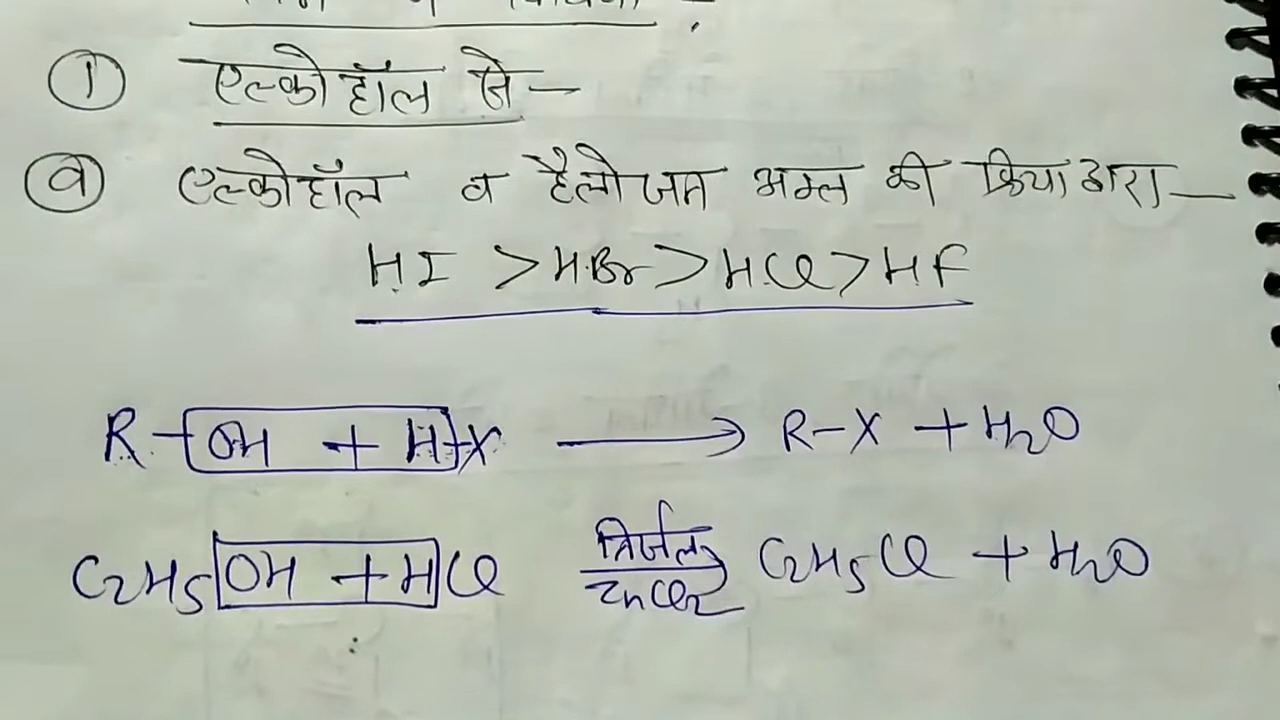 ① एल्कोहॉल से –
ⓐ एल्कोहॉल व हैलोजन अम्ल की क्रिया द्वारा –
HI > HBr > HCl > HF
R-OH + H-X ⟶ R-X + H2O
C2H5OH + HCl निर्जल ZnCl2 C2H5Cl + H2O